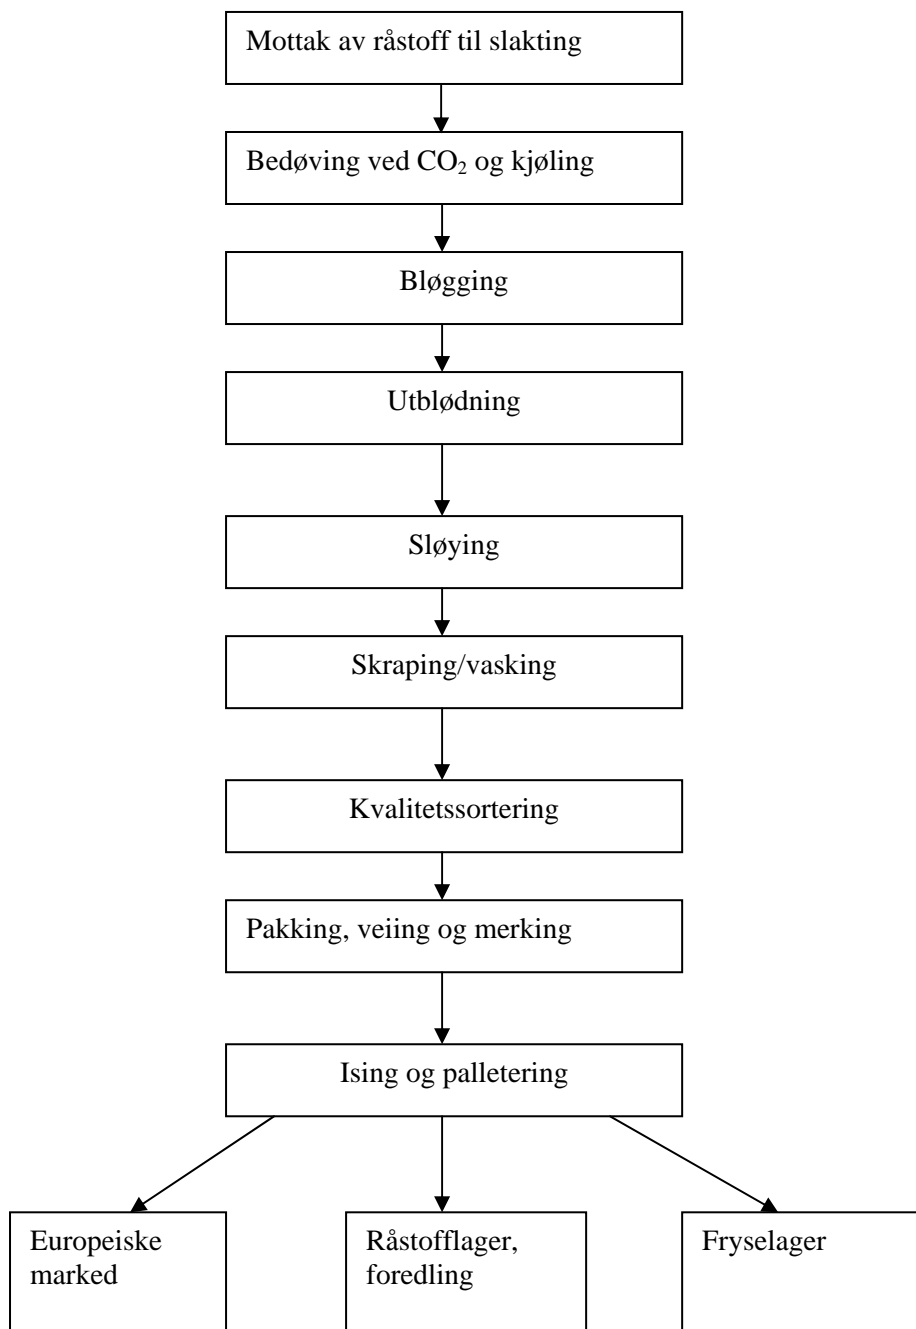 Mottak av råstoff til slakting
Bedøving ved CO₂ og kjøling
Bløgging
Utblødning
Sløying
Skraping/vasking
Kvalitetssortering
Pakking, veiing og merking
Ising og palletering
Europeiske
marked
Råstofflager,
foredling
Fryselager